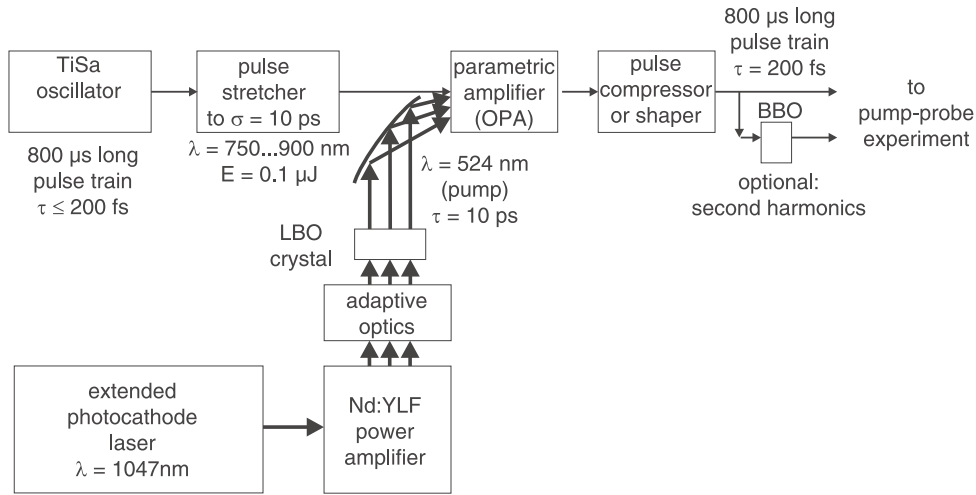 TiSa
oscillator
800 µs long
pulse train
τ ≤ 200 fs
pulse
stretcher
to σ = 10 ps
λ = 750...900 nm
E = 0.1 µJ
parametric
amplifier
(OPA)
λ = 524 nm
(pump)
τ = 10 ps
pulse
compressor
or shaper
800 µs long
pulse train
τ = 200 fs
BBO
optional:
second harmonics
to
pump-probe
experiment
LBO
crystal
adaptive
optics
extended
photocathode
laser
λ = 1047nm
Nd:YLF
power
amplifier